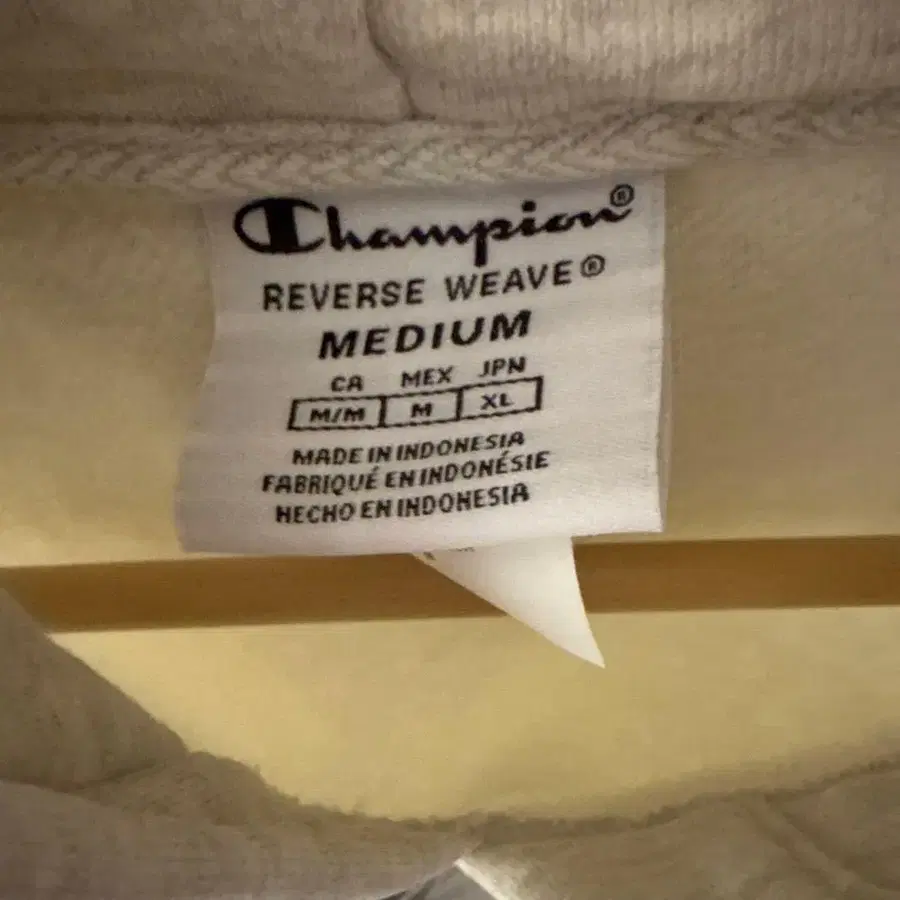 Champion®
REVERSE WEAVE®
MEDIUM
CA MEX JPN
M/M M XL
MADE IN INDONESIA
FABRIQUÉ EN INDONÉSIE
HECHO EN INDONESIA